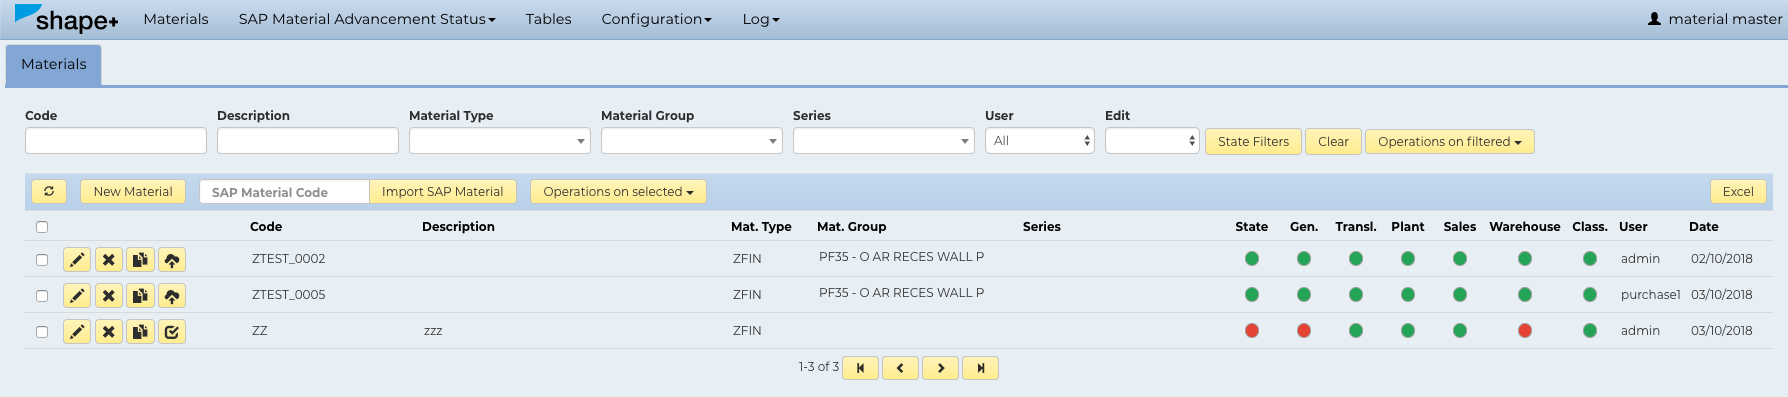 shape+ Materials SAP Material Advancement Status Tables Configuration Log material master
Materials
Code Description Material Type Material Group Series User Edit
All State Filters Clear Operations on filtered
New Material SAP Material Code Import SAP Material Operations on selected Excel
Code Description Mat. Type Mat. Group Series State Gen. Transl. Plant Sales Warehouse Class. User Date
ZTEST_0002 ZFIN PF35 - O AR RECES WALL P admin 02/10/2018
ZTEST_0005 ZFIN PF35 - O AR RECES WALL P purchase1 03/10/2018
ZZ zzz ZFIN admin 03/10/2018
1-3 of 3